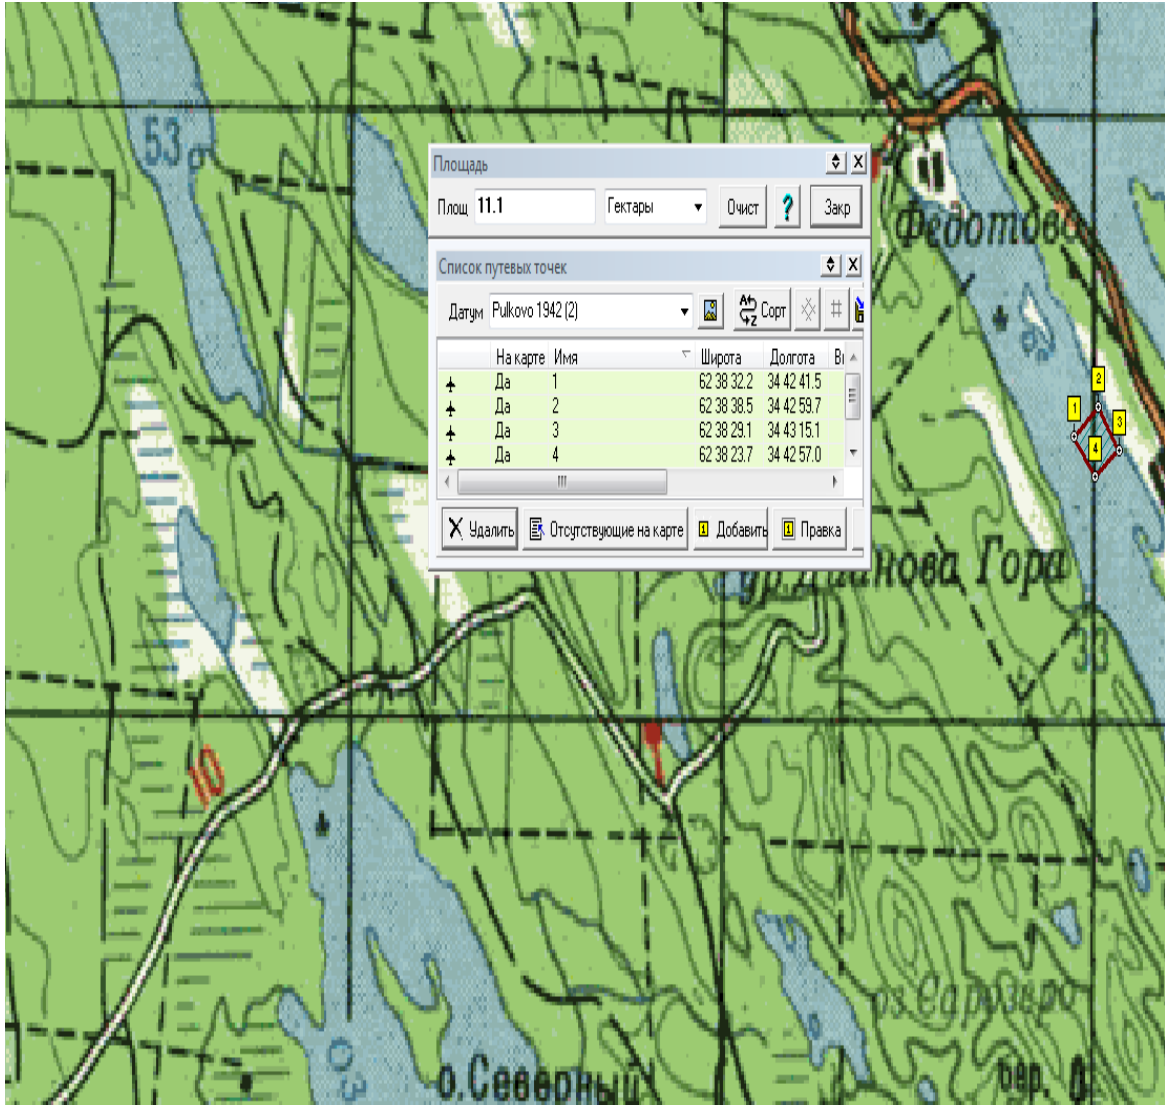 53
Площадь
Площ 11.1 Гектары Очист ? Закр
Федотово
Список путевых точек
Датум Pulkovo 1942 (2) Сорт #
На карте Имя Широта Долгота
Да 1 62 38 32.2 34 42 41.5
Да 2 62 38 38.5 34 42 59.7
Да 3 62 38 29.1 34 43 15.1
Да 4 62 38 23.7 34 42 57.0
Удалить Отсутствующие на карте 1 Добавить 1 Правка
2
1
3
4
Гора
33
10
оз. Сарозеро
о.Северный